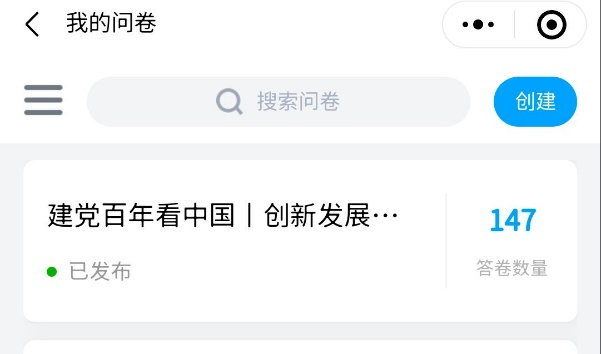 我的问卷
搜索问卷
创建
建党百年看中国丨创新发展···
147
已发布
答卷数量